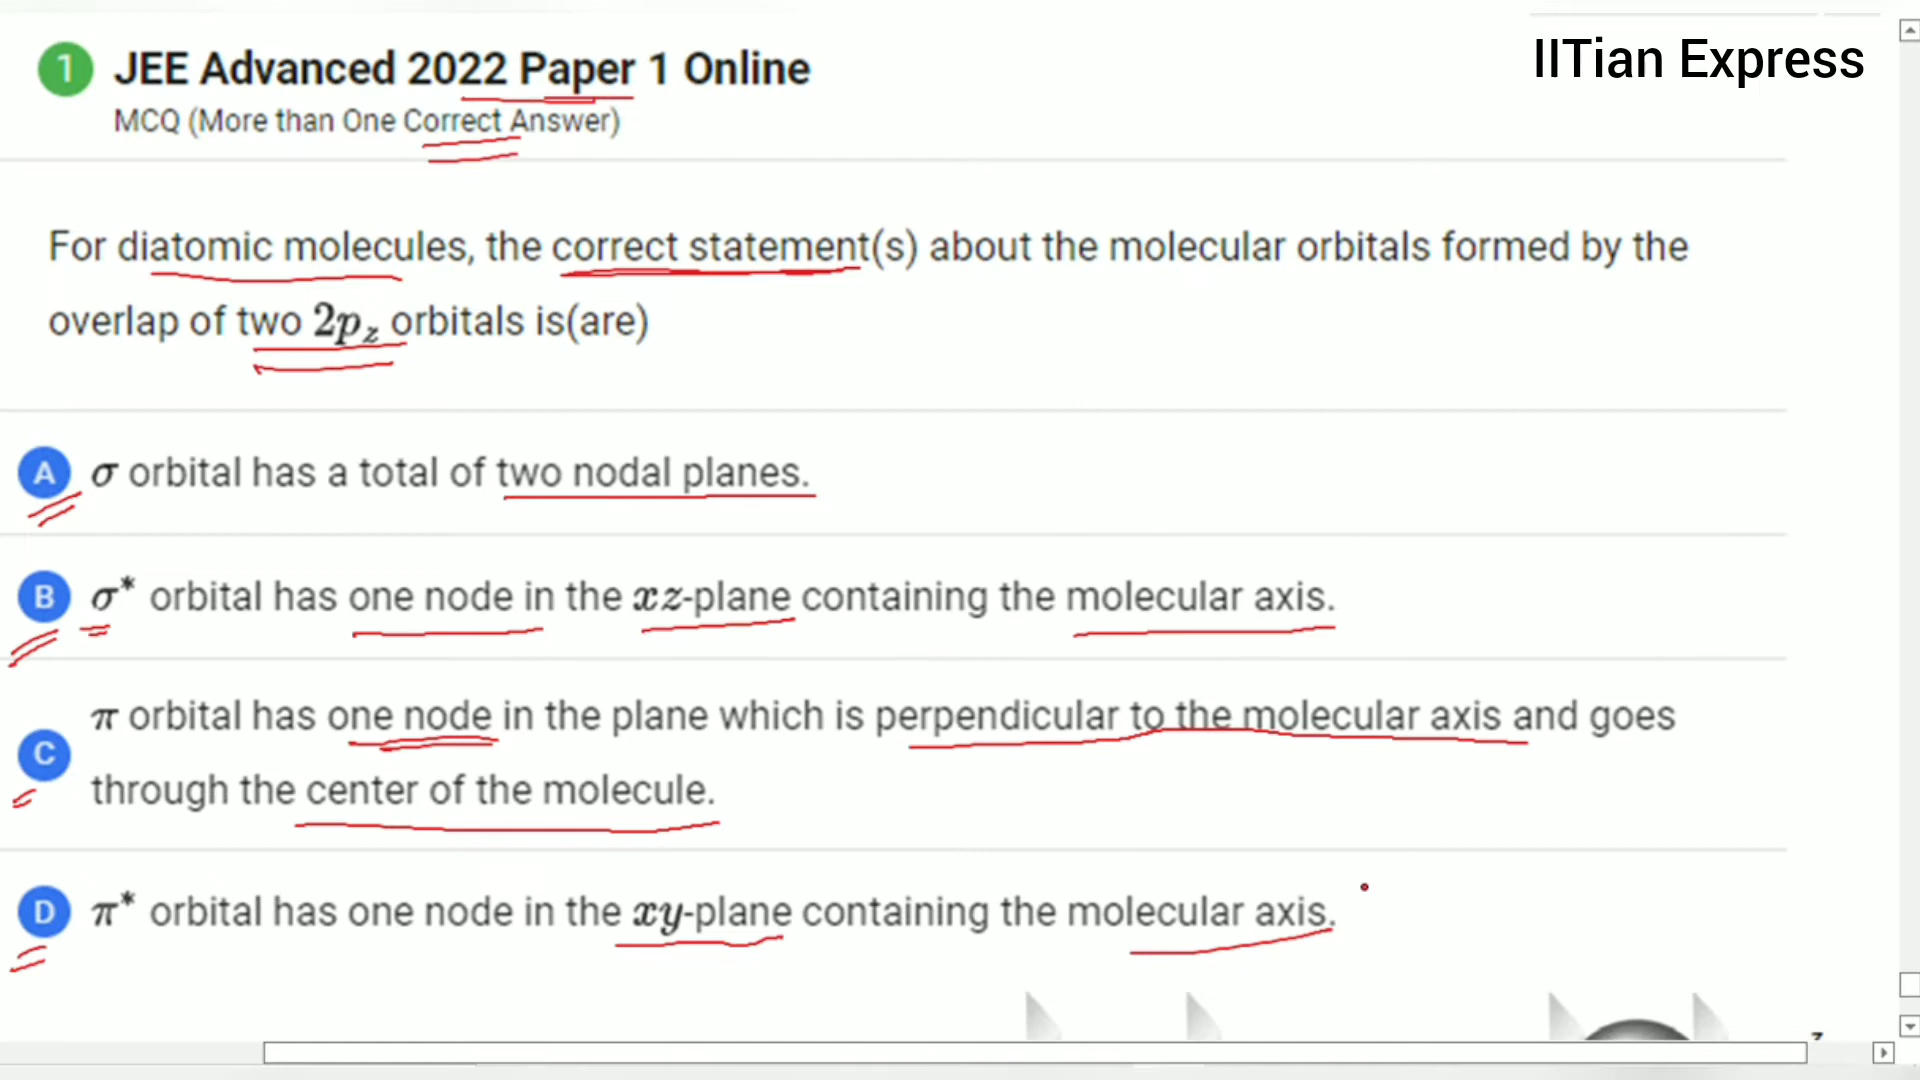 IITian Express
1 JEE Advanced 2022 Paper 1 Online
MCQ (More than One Correct Answer)
For diatomic molecules, the correct statement(s) about the molecular orbitals formed by the
overlap of two 2p_z orbitals is(are)
A σ orbital has a total of two nodal planes.
B σ* orbital has one node in the xz-plane containing the molecular axis.
π orbital has one node in the plane which is perpendicular to the molecular axis and goes
C
through the center of the molecule.
D π* orbital has one node in the xy-plane containing the molecular axis.